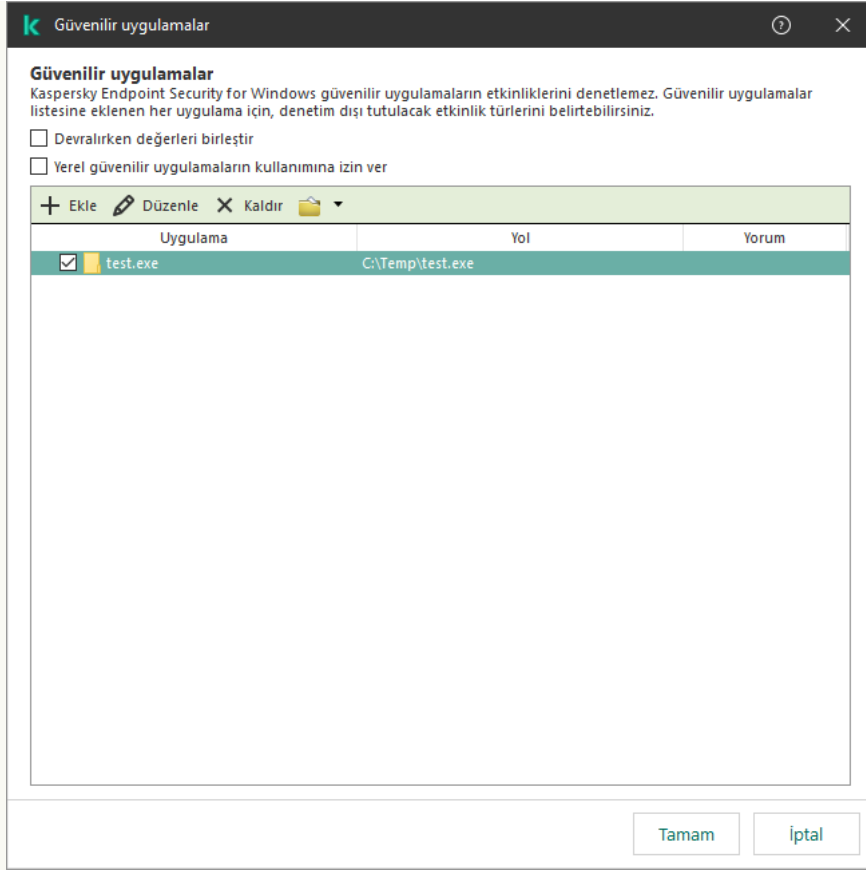 Güvenilir uygulamalar
Güvenilir uygulamalar
Kaspersky Endpoint Security for Windows güvenilir uygulamaların etkinliklerini denetlemez. Güvenilir uygulamalar
listesine eklenen her uygulama için, denetim dışı tutulacak etkinlik türlerini belirtebilirsiniz.
Devralırken değerleri birleştir
Yerel güvenilir uygulamaların kullanımına izin ver
Ekle Düzenle Kaldır
Uygulama Yol Yorum
test.exe C:\Temp\test.exe
Tamam İptal